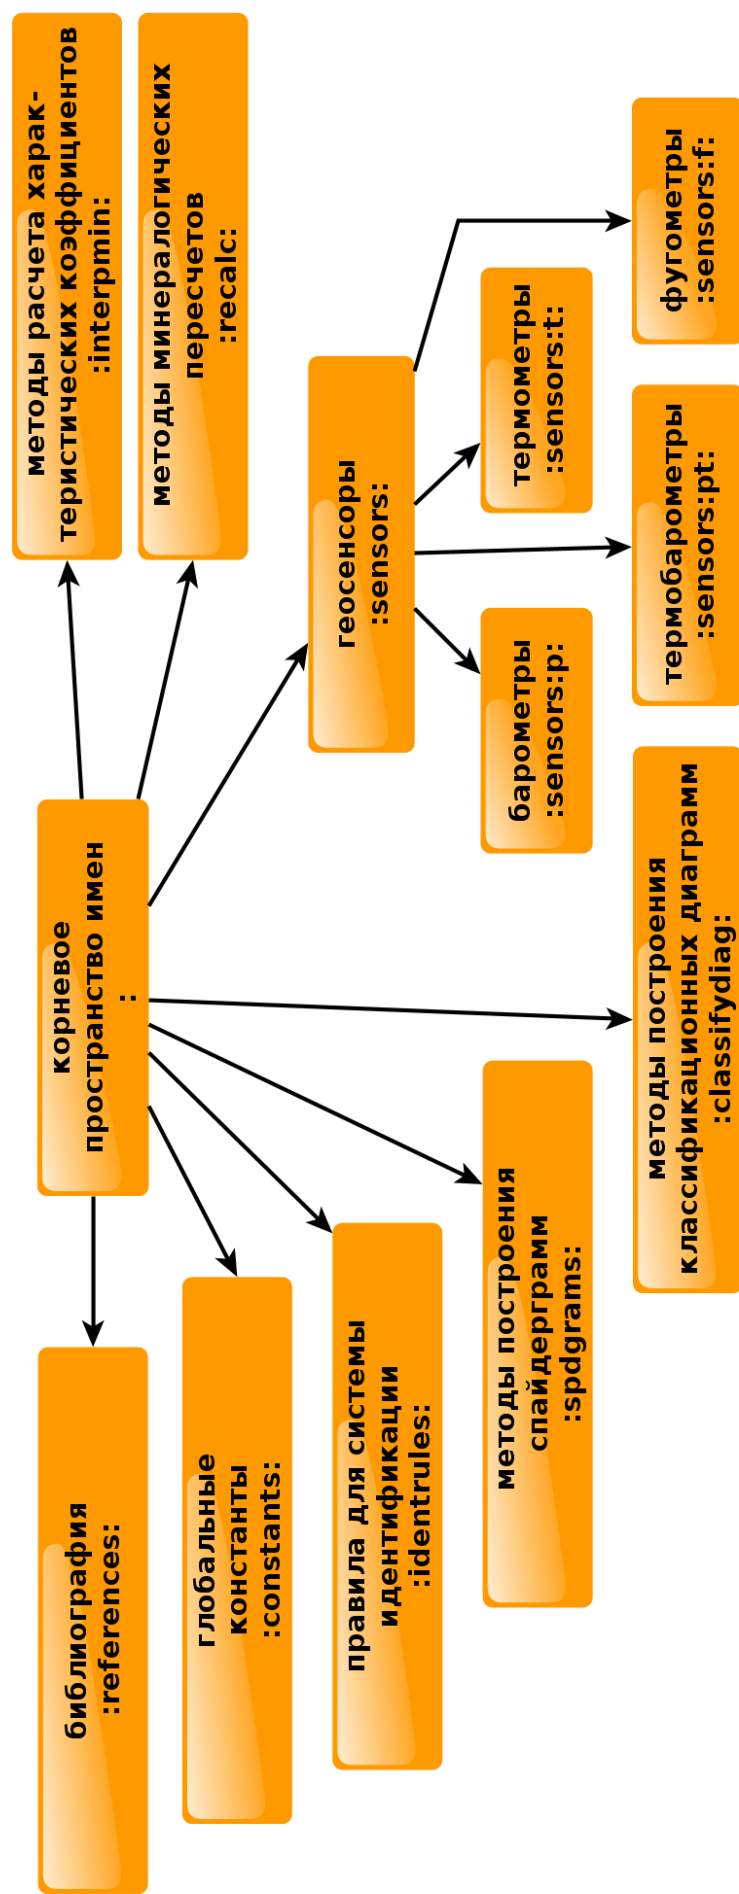 корневое
пространство имен
:
библиография
:references:
глобальные
константы
:constants:
правила для системы
идентификации
:identrules:
методы построения
спайдерграмм
:spdgrams:
методы построения
классификационных диаграмм
:classifydiag:
геосенсоры
:sensors:
барометры
:sensors:p:
термобарометры
:sensors:pt:
термометры
:sensors:t:
фугометры
:sensors:f:
методы минералогических
пересчетов
:recalc:
методы расчета харак-
теристических коэффициентов
:interpmin: